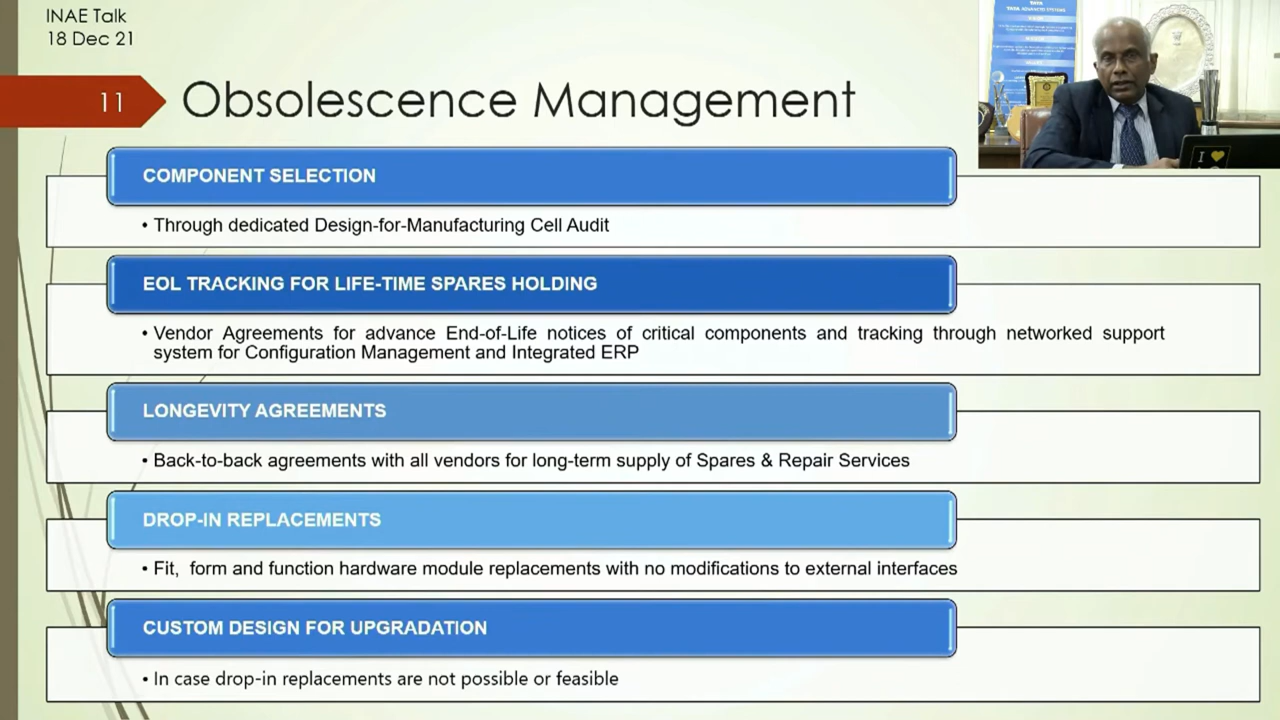 INAE Talk
18 Dec 21
11
Obsolescence Management
COMPONENT SELECTION
• Through dedicated Design-for-Manufacturing Cell Audit
EOL TRACKING FOR LIFE-TIME SPARES HOLDING
• Vendor Agreements for advance End-of-Life notices of critical components and tracking through networked support
system for Configuration Management and Integrated ERP
LONGEVITY AGREEMENTS
• Back-to-back agreements with all vendors for long-term supply of Spares & Repair Services
DROP-IN REPLACEMENTS
• Fit, form and function hardware module replacements with no modifications to external interfaces
CUSTOM DESIGN FOR UPGRADATION
• In case drop-in replacements are not possible or feasible
TATA
TATA ADVANCED SYSTEMS
I